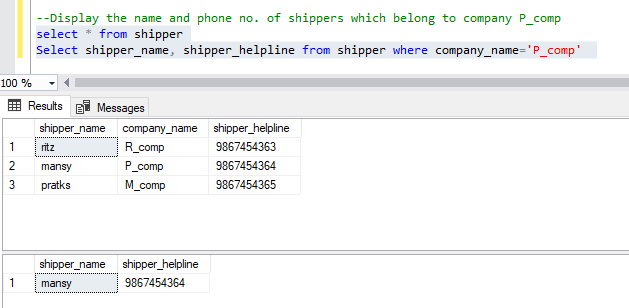 --Display the name and phone no. of shippers which belong to company P_comp
select * from shipper
Select shipper_name, shipper_helpline from shipper where company_name='P_comp'
100 %
Results Messages
shipper_name company_name shipper_helpline
1 ritz R_comp 9867454363
2 mansy P_comp 9867454364
3 pratks M_comp 9867454365
shipper_name shipper_helpline
1 mansy 9867454364